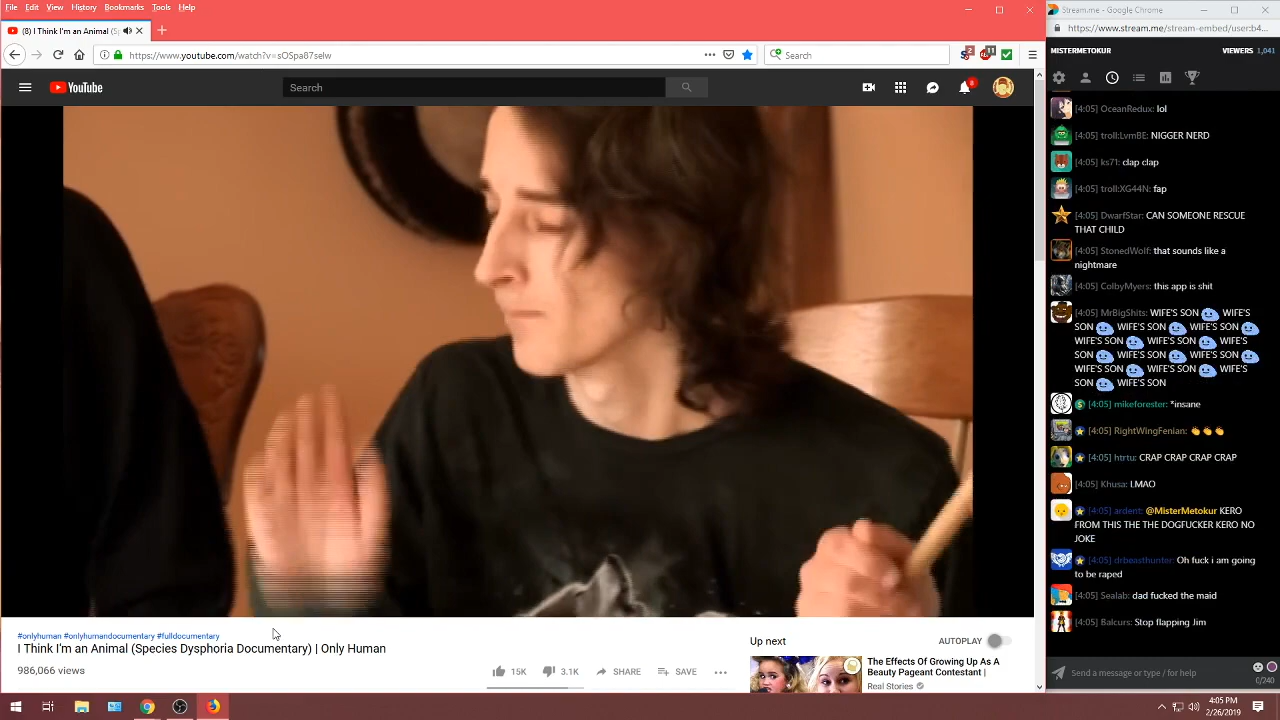 File Edit View History Bookmarks Tools Help
(8) I Think I'm an Animal (Sp
https://www.youtube.com/watch?v=sOSpa87selw
Search
2
11
YouTube
Search
8
#onlyhuman #onlyhumandocumentary #fulldocumentary
I Think I'm an Animal (Species Dysphoria Documentary) | Only Human
986,066 views
15K
3.1K
SHARE
SAVE
Up next
AUTOPLAY
The Effects Of Growing Up As A
Beauty Pageant Contestant |
Real Stories
Stream.me - Google Chrome
https://www.stream.me/stream-embed/user:b4...
MISTERMETOKUR
VIEWERS 1,041
[4:05] OceanRedux: lol
[4:05] troll:LvmBE: NIGGER NERD
[4:05] ks71: clap clap
[4:05] troll:XG44N: fap
[4:05] DwarfStar: CAN SOMEONE RESCUE
THAT CHILD
[4:05] StonedWolf: that sounds like a
nightmare
[4:05] ColbyMyers: this app is shit
[4:05] MrBigShits: WIFE'S SON WIFE'S
SON WIFE'S SON WIFE'S SON
WIFE'S SON WIFE'S SON WIFE'S
SON WIFE'S SON WIFE'S SON
WIFE'S SON WIFE'S SON WIFE'S
SON WIFE'S SON
[4:05] mikeforester: *insane
[4:05] RightWingFenian: 👏👏👏
[4:05] htrtu: CRAP CRAP CRAP CRAP
[4:05] Khusa: LMAO
[4:05] ardent: @MisterMetokur KERO
FROM THIS THE THE DOGFUCKER KERO NO
JOKE
[4:05] drbeasthunter: Oh fuck i am going
to be raped
[4:05] Sealab: dad fucked the maid
[4:05] Balcurs: Stop flapping Jim
Send a message or type / for help
0/240
4:05 PM
2/26/2019